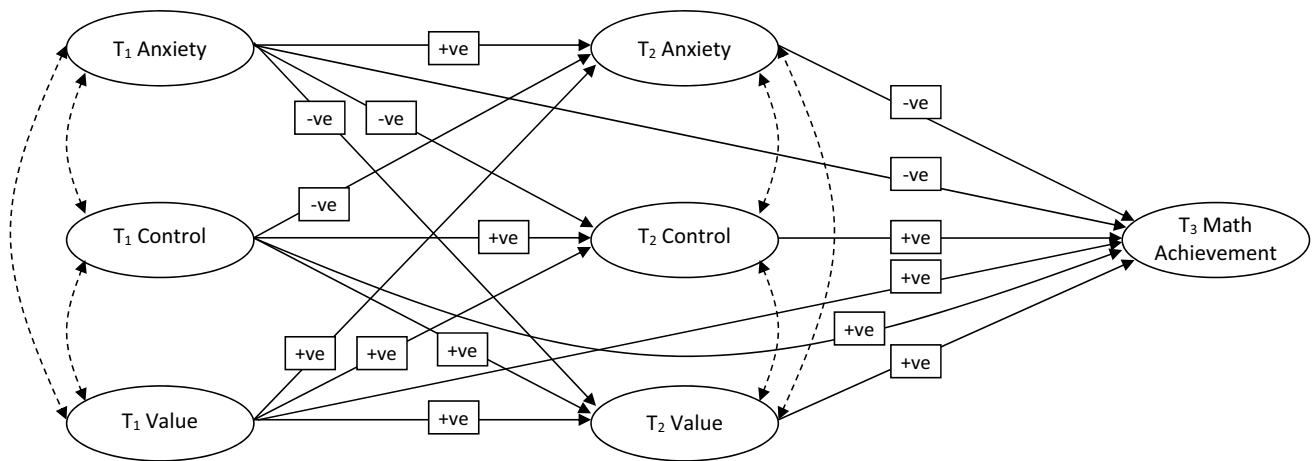 T₁ Anxiety
+ve
T₂ Anxiety
-ve
-ve
-ve
-ve
-ve
T₁ Control
+ve
T₂ Control
+ve
T₃ Math
Achievement
+ve
+ve
+ve
+ve
+ve
+ve
T₁ Value
+ve
T₂ Value